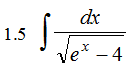 1.5 ∫ dx / √(e^x − 4)